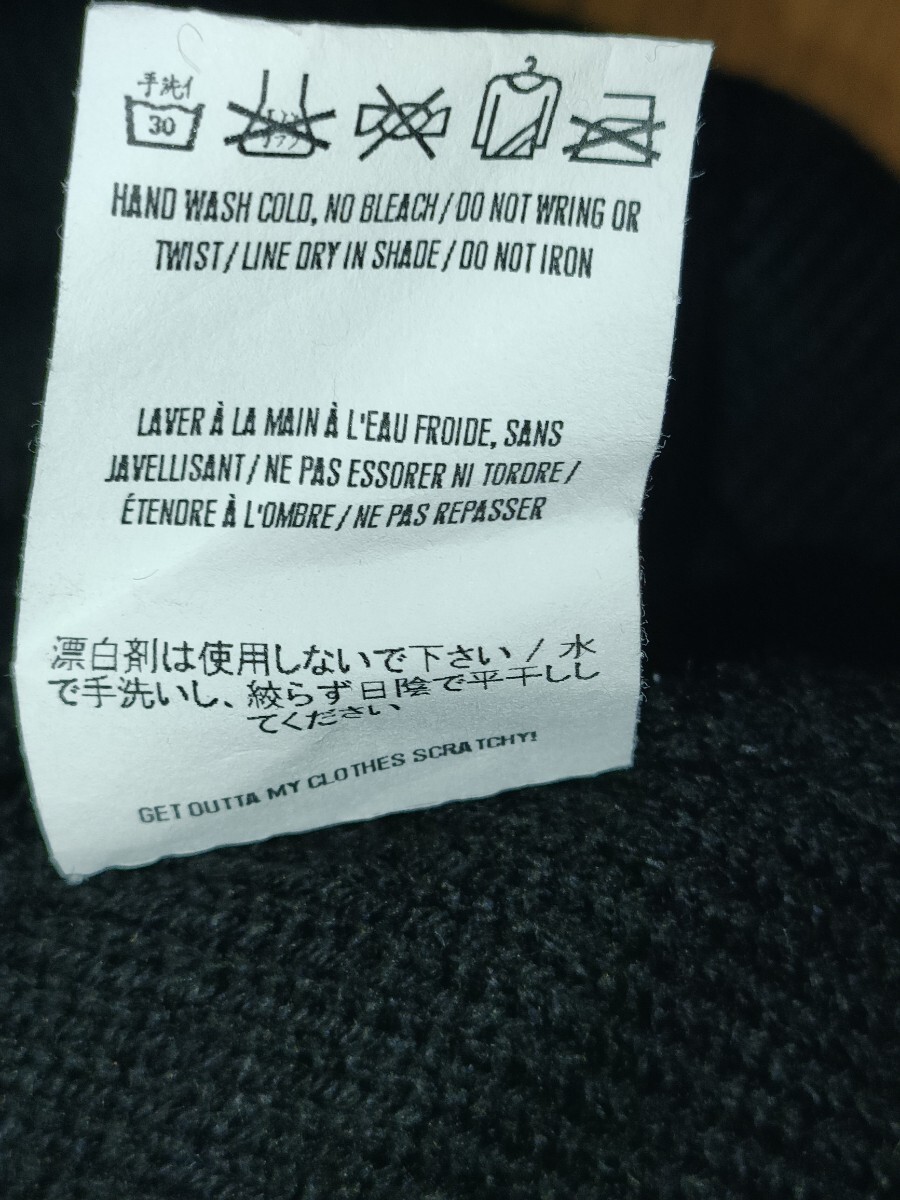 手洗イ
30
HAND WASH COLD, NO BLEACH / DO NOT WRING OR
TWIST / LINE DRY IN SHADE / DO NOT IRON
LAVER À LA MAIN À L'EAU FROIDE, SANS
JAVELLISANT / NE PAS ESSORER NI TORDRE /
ÉTENDRE À L'OMBRE / NE PAS REPASSER
漂白剤は使用しないで下さい / 水
で手洗いし、絞らず日陰で平干しし
てください
GET OUTTA MY CLOTHES SCRATCHY!